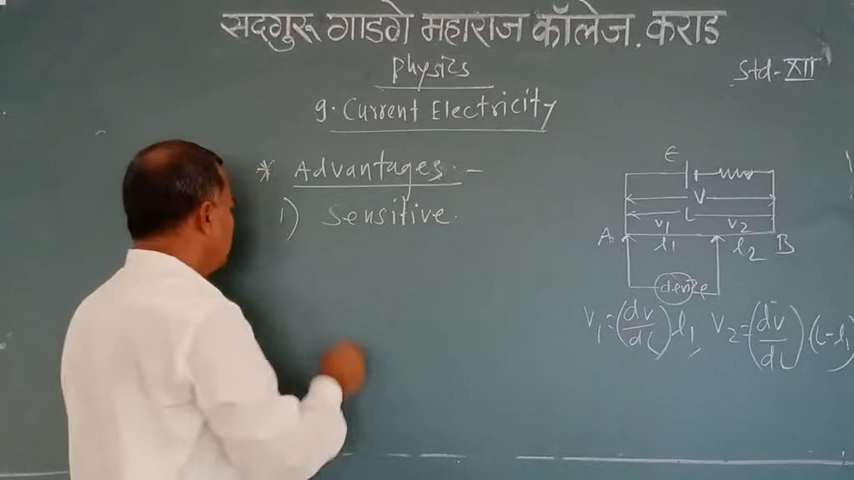 सद्गुरु गाडगे महाराज कॉलेज. कराड
Physics
Std-XII
9. Current Electricity
* Advantages -
i) Sensitive.
E
V
L
V1 V2
A l1 l2 B
device
V1=(dv/dL)l1, V2=(dv/dL)(L-l1)